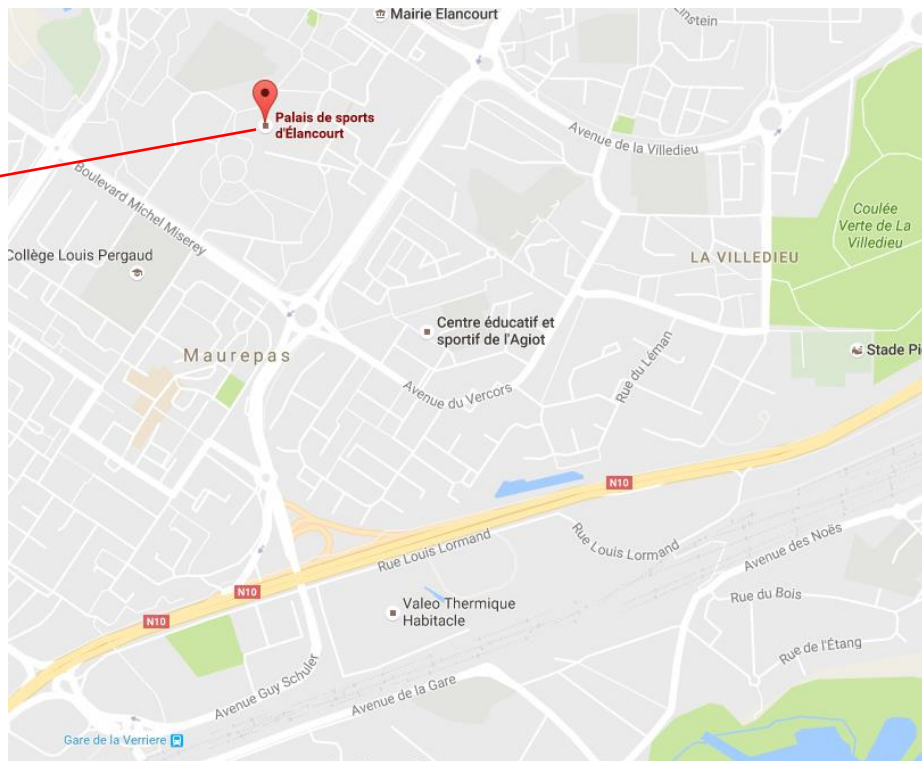 Mairie Elancourt
Einstein
Palais de sports
d'Élancourt
Avenue de la Villedieu
Boulevard Michel Miserey
Coulée
Verte de La
Villedieu
Collège Louis Pergaud
LA VILLEDIEU
Centre éducatif et
sportif de l'Agiot
Maurepas
Stade Pi
Rue du Léman
Avenue du Vercors
N10
Rue Louis Lormand
Rue Louis Lormand
Avenue des Noës
N10
Valeo Thermique
Habitacle
Rue du Bois
N10
Rue de l'Étang
Avenue Guy Schuler
Avenue de la Gare
Gare de la Verriere